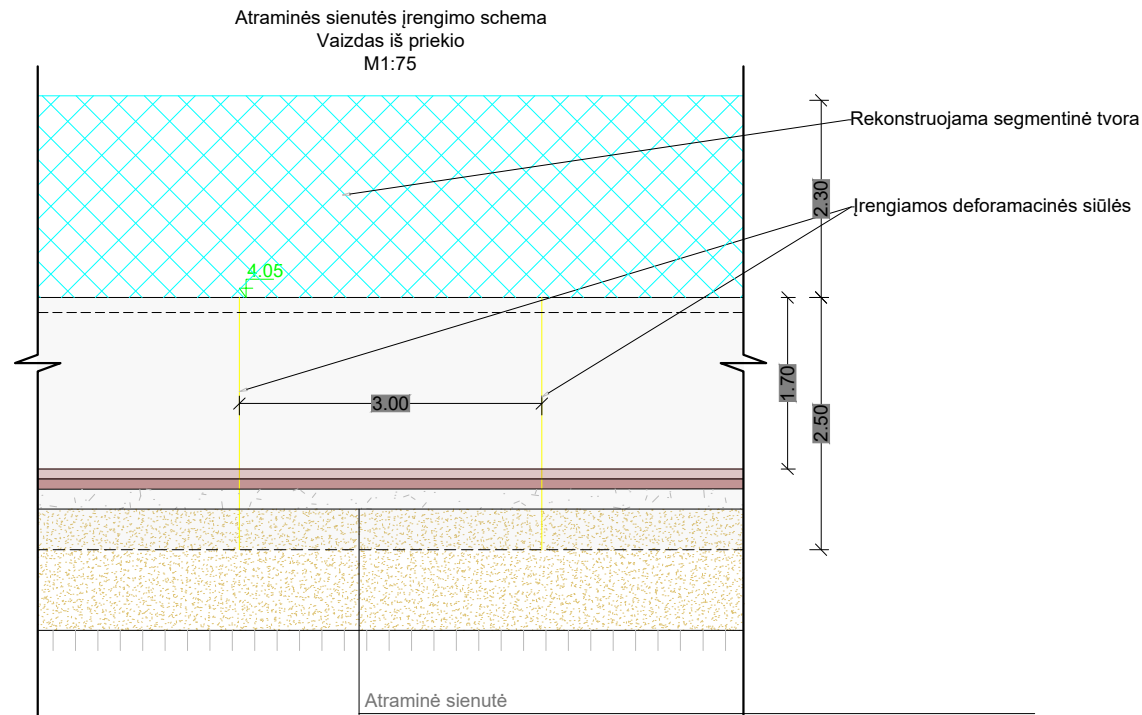 Atraminės sienutės įrengimo schema
Vaizdas iš priekio
M1:75
Rekonstruojama segmentinė tvora
2.30
Įrengiamos deforamacinės siūlės
4.05
1.70
3.00
2.50
Atraminė sienutė